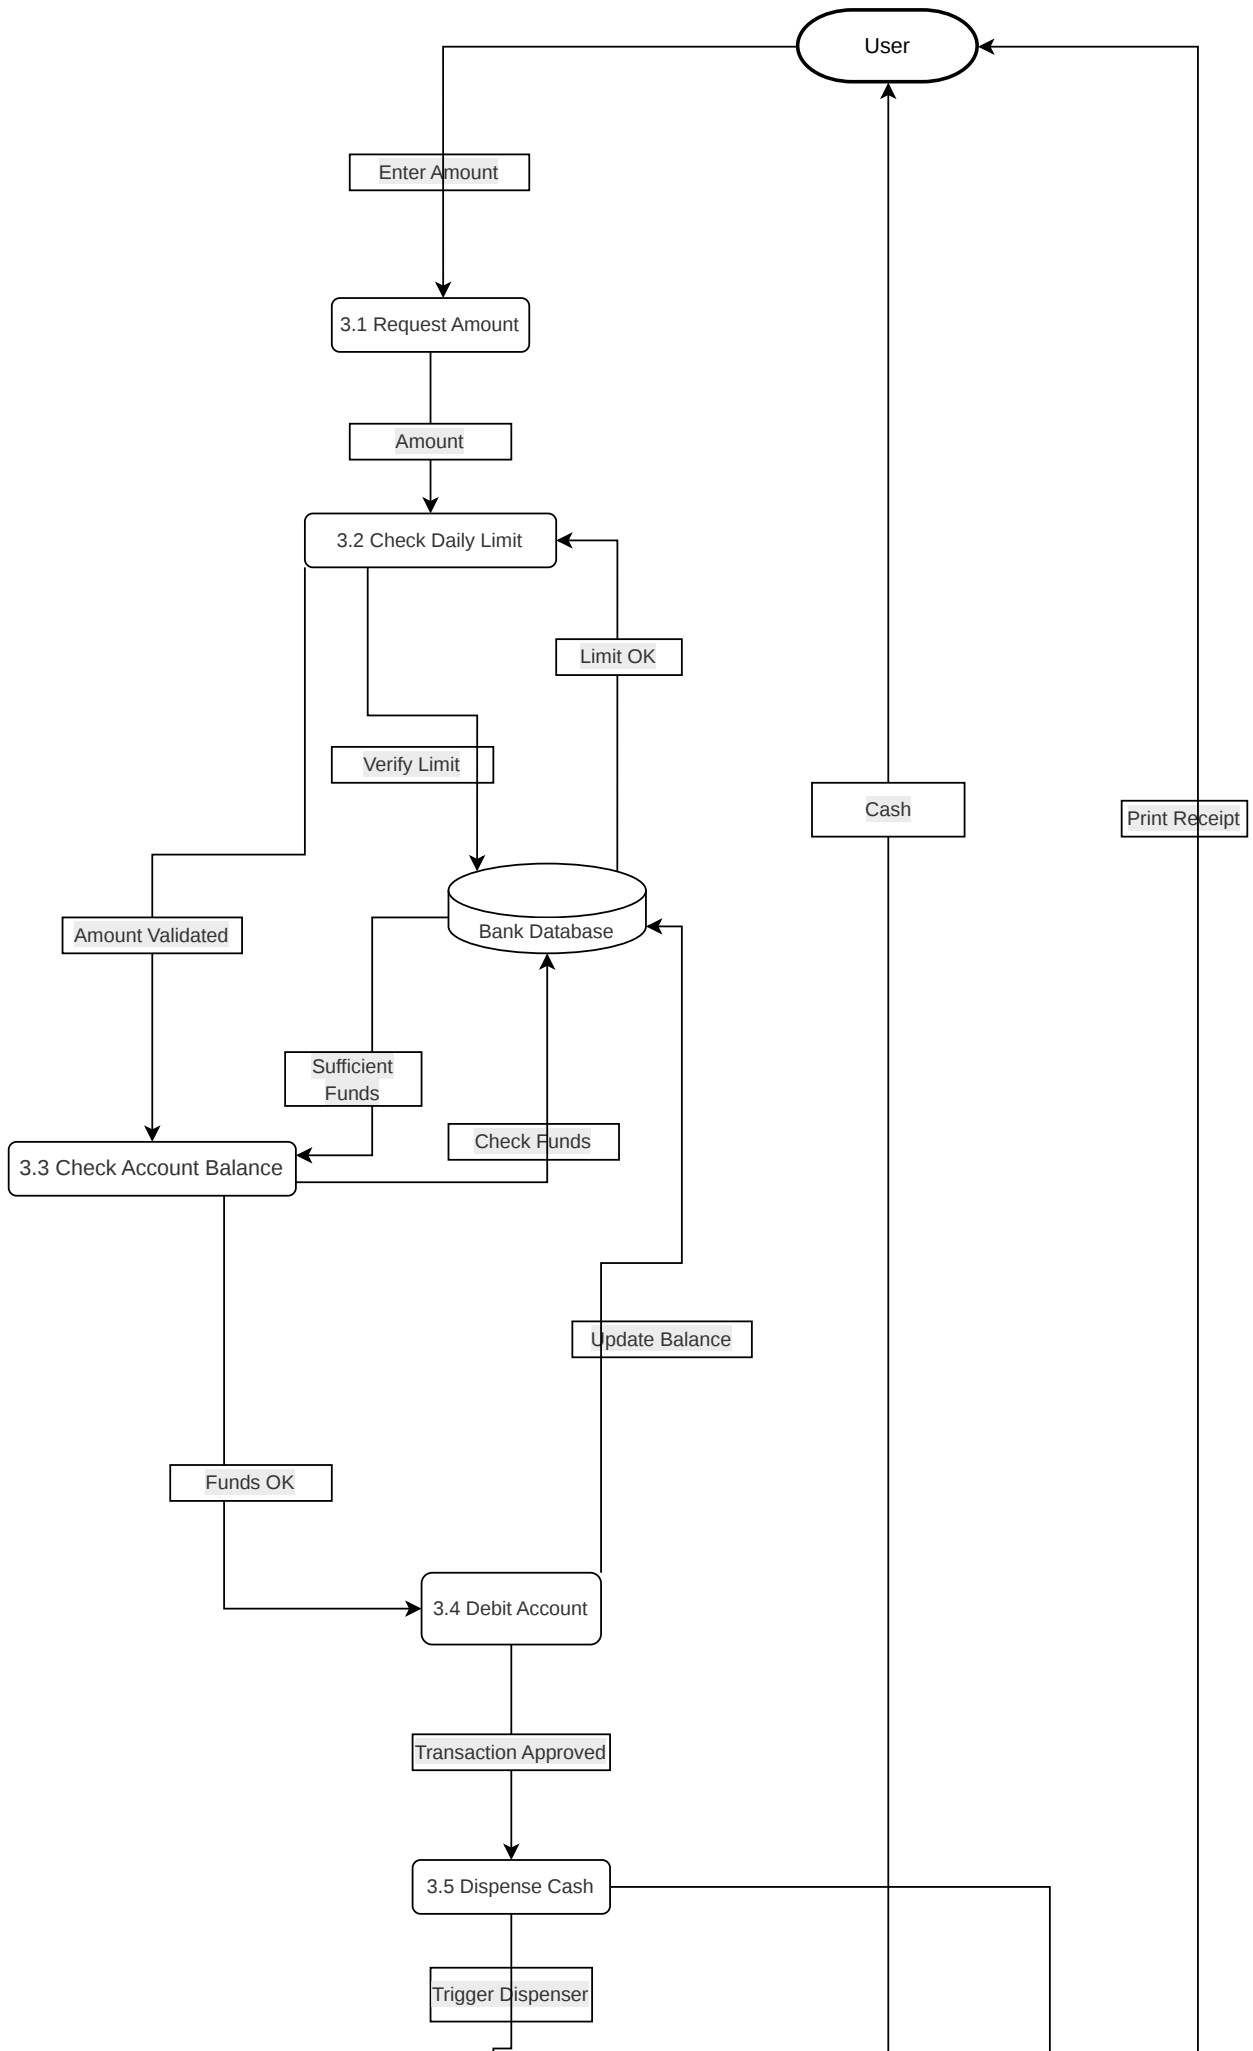 User
Enter Amount
3.1 Request Amount
Amount
3.2 Check Daily Limit
Limit OK
Verify Limit
Cash
Print Receipt
Amount Validated
Bank Database
Sufficient
Funds
Check Funds
3.3 Check Account Balance
Update Balance
Funds OK
3.4 Debit Account
Transaction Approved
3.5 Dispense Cash
Trigger Dispenser